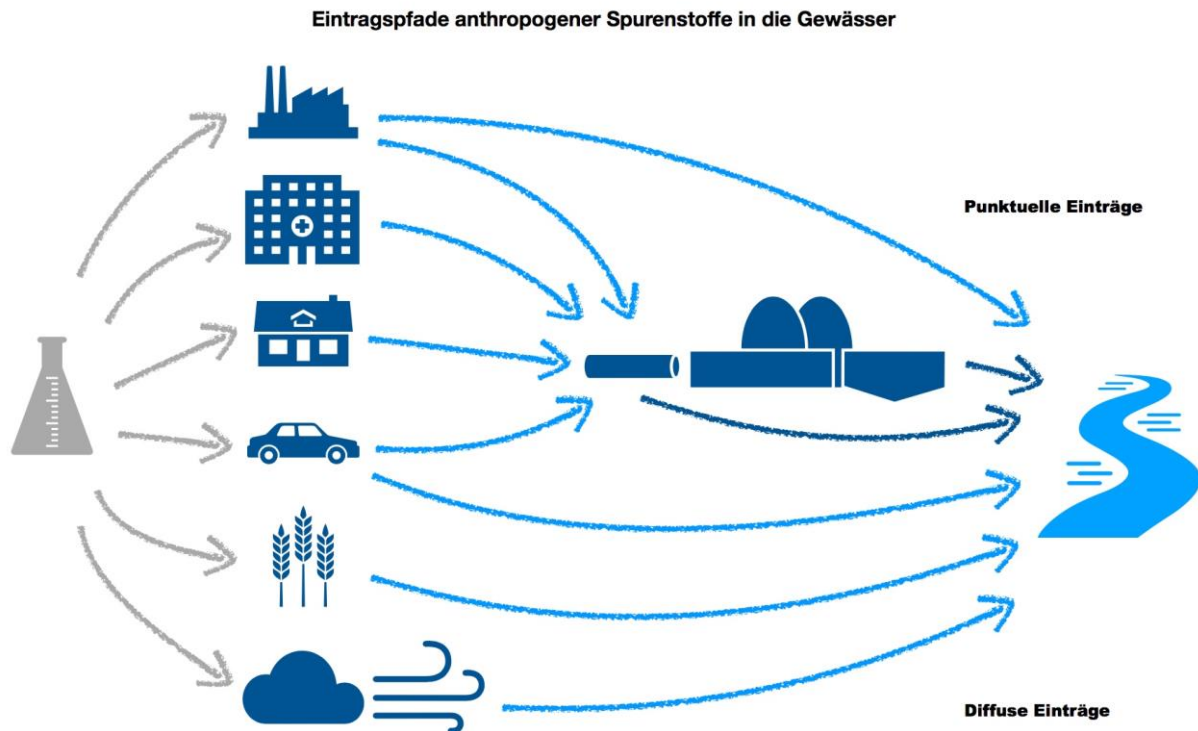 Eintragspfade anthropogener Spurenstoffe in die Gewässer
Punktuelle Einträge
Diffuse Einträge